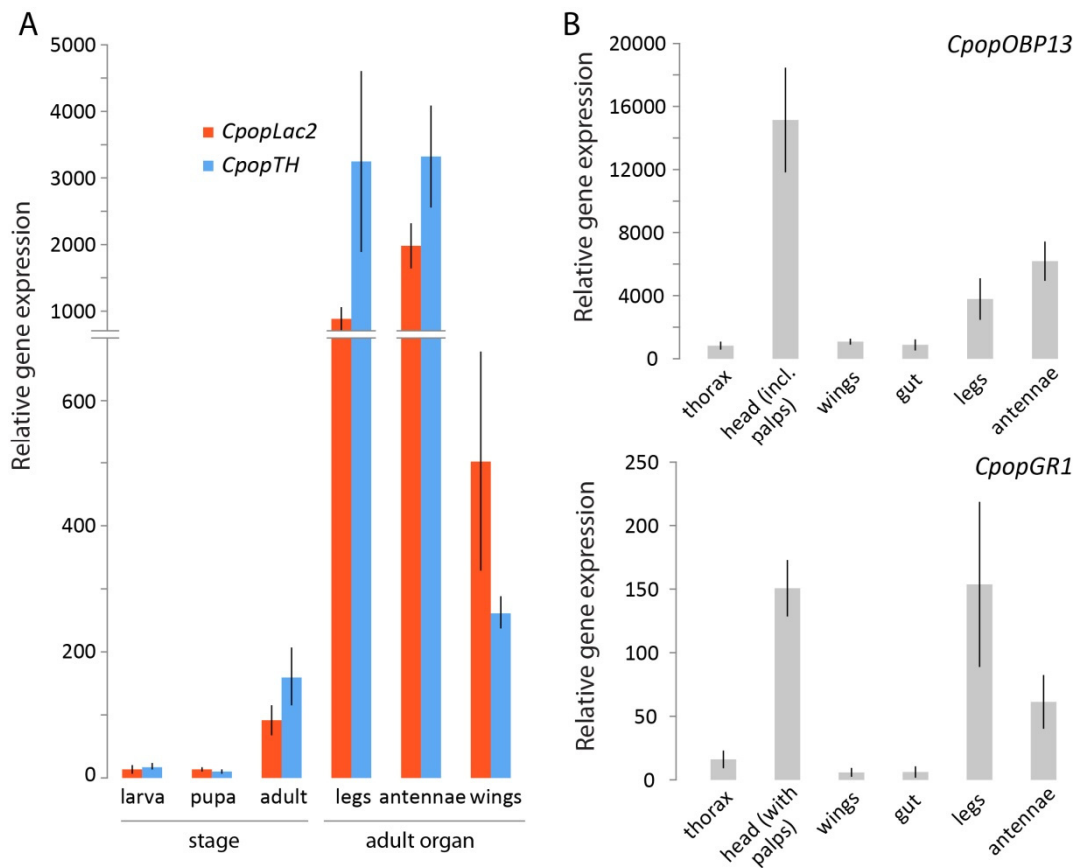 A
Relative gene expression
5000
4000
3000
2000
1000
600
400
200
0
CpopLac2
CpopTH
larva pupa adult legs antennae wings
stage adult organ
B
CpopOBP13
Relative gene expression
20000
16000
12000
8000
4000
0
thorax
head (incl.
palps)
wings
gut
legs
antennae
CpopGR1
Relative gene expression
250
200
150
100
50
0
thorax
head (with
palps)
wings
gut
legs
antennae